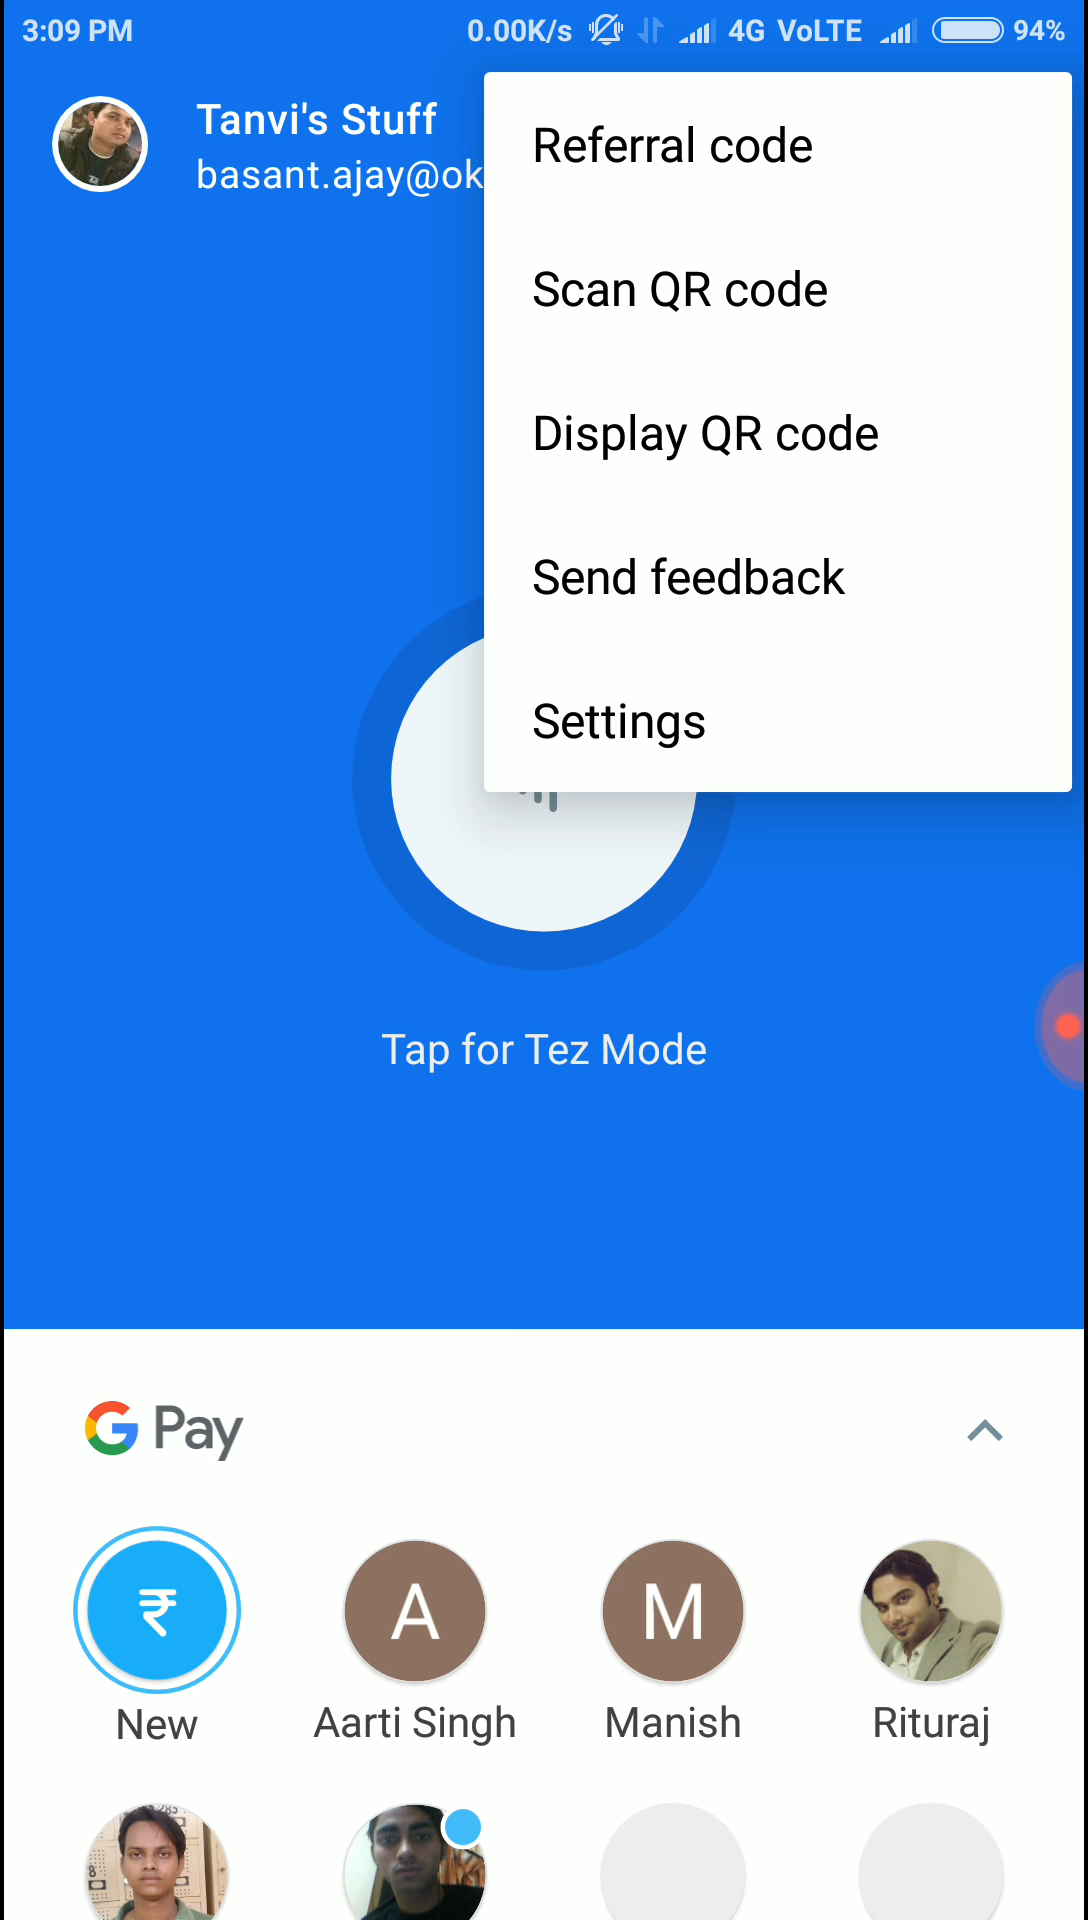 3:09 PM 0.00K/s 4G VoLTE 94%
Tanvi's Stuff
basant.ajay@ok
Referral code
Scan QR code
Display QR code
Send feedback
Settings
Tap for Tez Mode
G Pay
₹
A
M
New
Aarti Singh
Manish
Rituraj